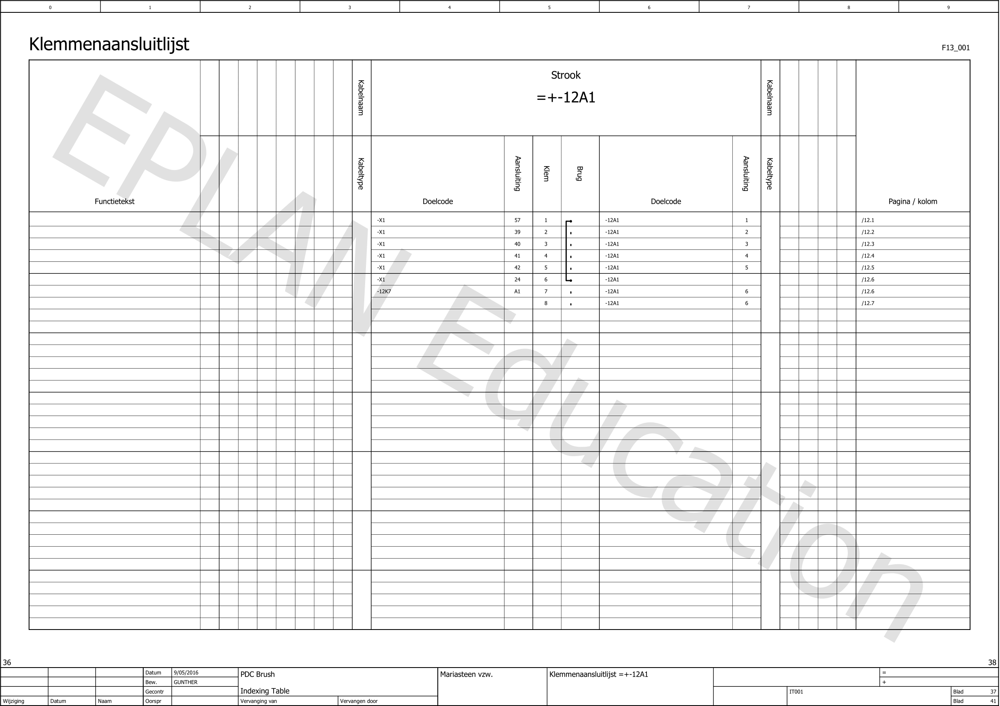 0 1 2 3 4 5 6 7 8 9
Klemmenaansluitlijst
F13_001
Strook
=+-12A1
Kabelnaam
Kabelnaam
Functietekst Kabeltype Doelcode Aansluiting Klem Brug Doelcode Aansluiting Kabeltype Pagina / kolom
-X1 57 1 -12A1 1 /12.1
-X1 39 2 -12A1 2 /12.2
-X1 40 3 -12A1 3 /12.3
-X1 41 4 -12A1 4 /12.4
-X1 42 5 -12A1 5 /12.5
-X1 24 6 -12A1 /12.6
-12K7 A1 7 -12A1 6 /12.6
8 -12A1 6 /12.7
EPLAN Education
36 38
Datum 9/05/2016 PDC Brush Mariasteen vzw. Klemmenaansluitlijst =+-12A1 =
Bew. GUNTHER +
Gecontr Indexing Table IT001 Blad 37
Wijziging Datum Naam Oorspr Vervanging van Vervangen door Blad 41